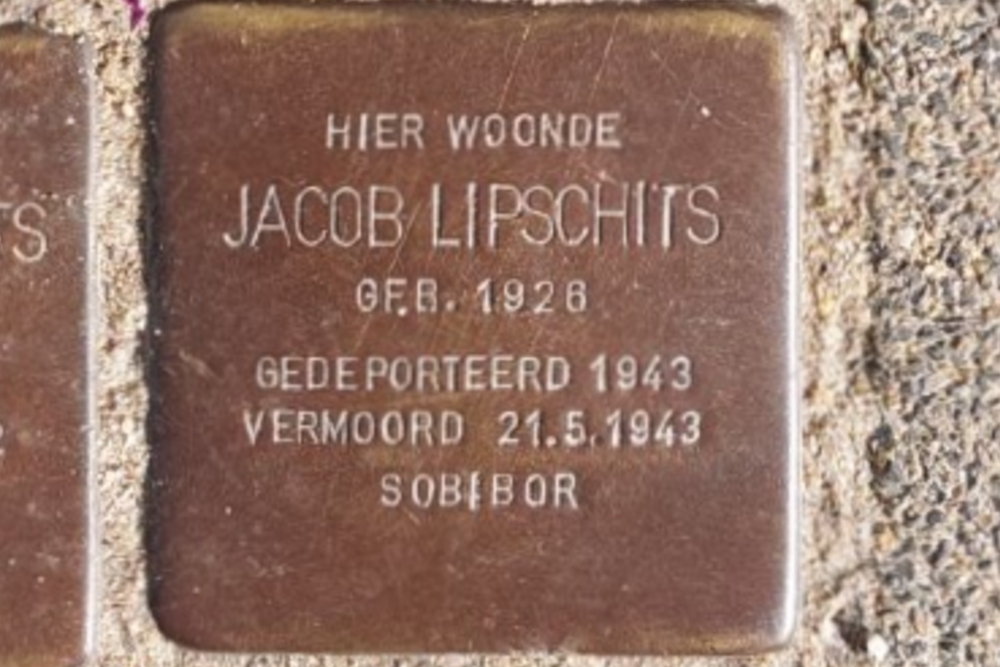 HIER WOONDE
JACOB LIPSCHITS
GEB. 1926
GEDEPORTEERD 1943
VERMOORD 21.5.1943
SOBIBOR